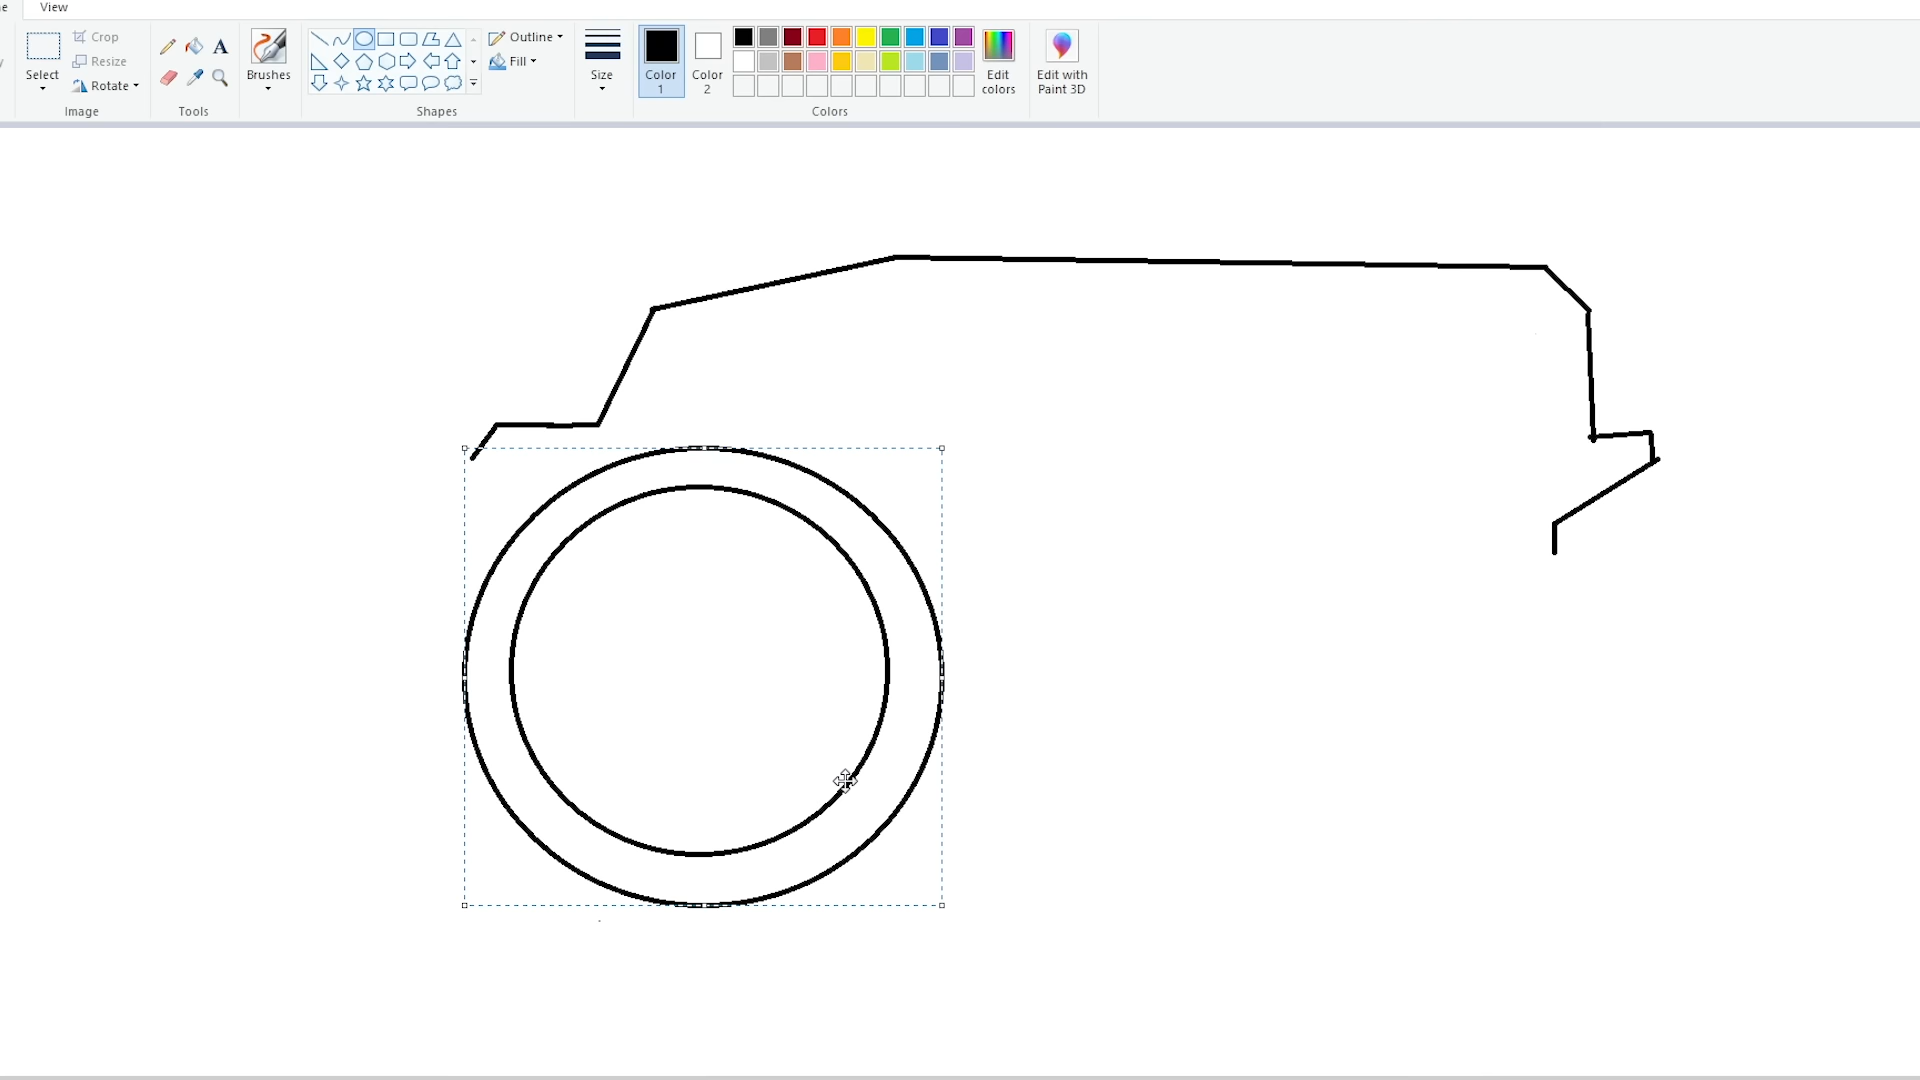 View
Select
Crop
Resize
Rotate
Image
A
Tools
Brushes
Shapes
Outline
Fill
Size
Color
1
Color
2
Colors
Edit
colors
Edit with
Paint 3D